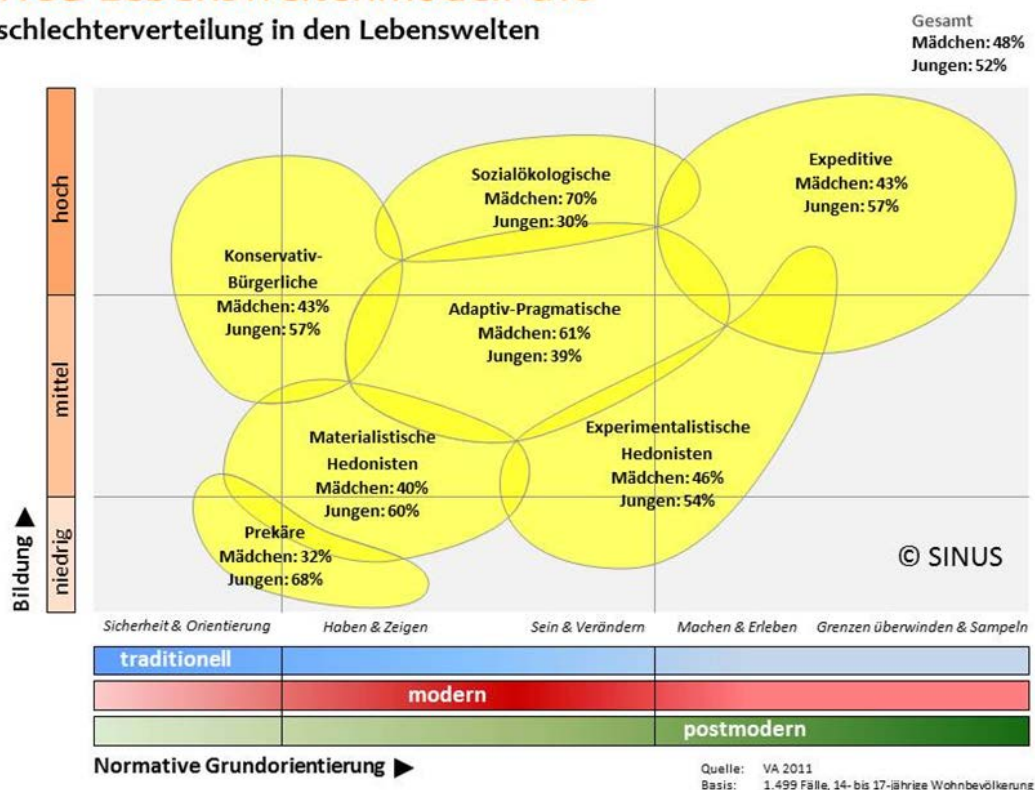 schlechterverteilung in den Lebenswelten
Gesamt
Mädchen: 48%
Jungen: 52%
Bildung ▶
hoch
mittel
niedrig
Konservativ-
Bürgerliche
Mädchen: 43%
Jungen: 57%
Sozialökologische
Mädchen: 70%
Jungen: 30%
Expeditive
Mädchen: 43%
Jungen: 57%
Adaptiv-Pragmatische
Mädchen: 61%
Jungen: 39%
Materialistische
Hedonisten
Mädchen: 40%
Jungen: 60%
Experimentalistische
Hedonisten
Mädchen: 46%
Jungen: 54%
Prekäre
Mädchen: 32%
Jungen: 68%
© SINUS
Sicherheit & Orientierung
Haben & Zeigen
Sein & Verändern
Machen & Erleben
Grenzen überwinden & Sampeln
traditionell
modern
postmodern
Normative Grundorientierung ▶
Quelle: VA 2011
Basis: 1.499 Fälle, 14- bis 17-jährige Wohnbevölkerung